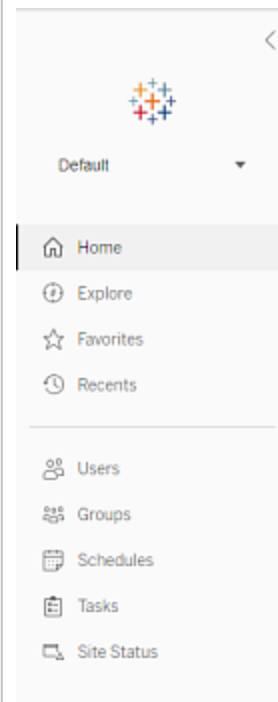 Default
Home
Explore
Favorites
Recents
Users
Groups
Schedules
Tasks
Site Status